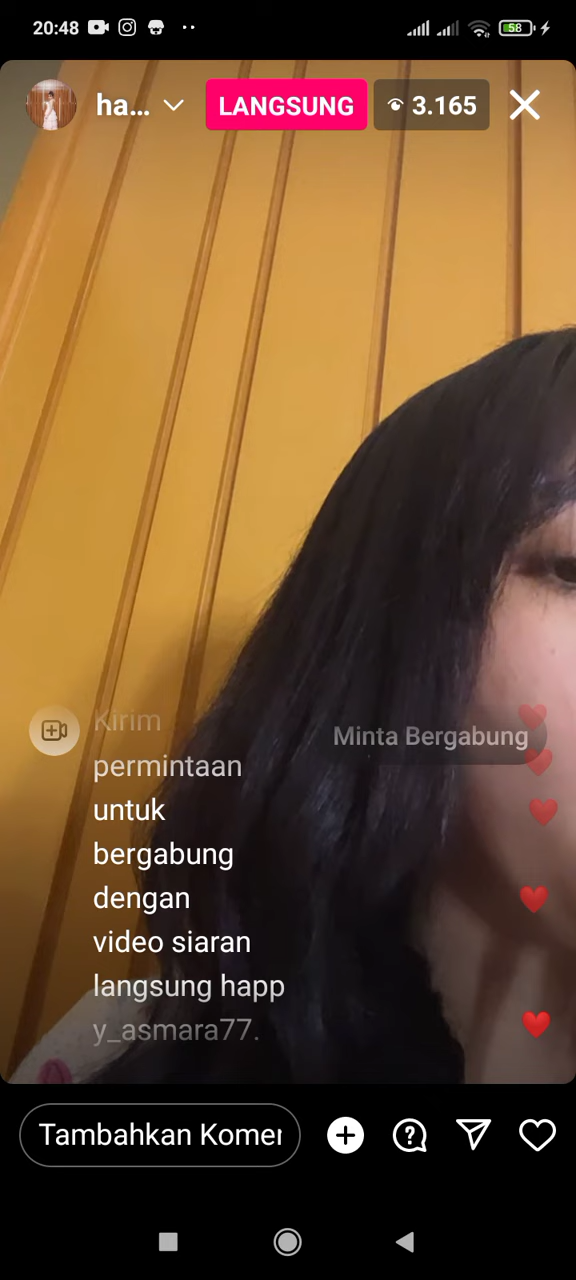 20:48
58
ha...
LANGSUNG
3.165
Kirim
permintaan
Minta Bergabung
untuk
bergabung
dengan
video siaran
langsung happ
y_asmara77.
Tambahkan Komer